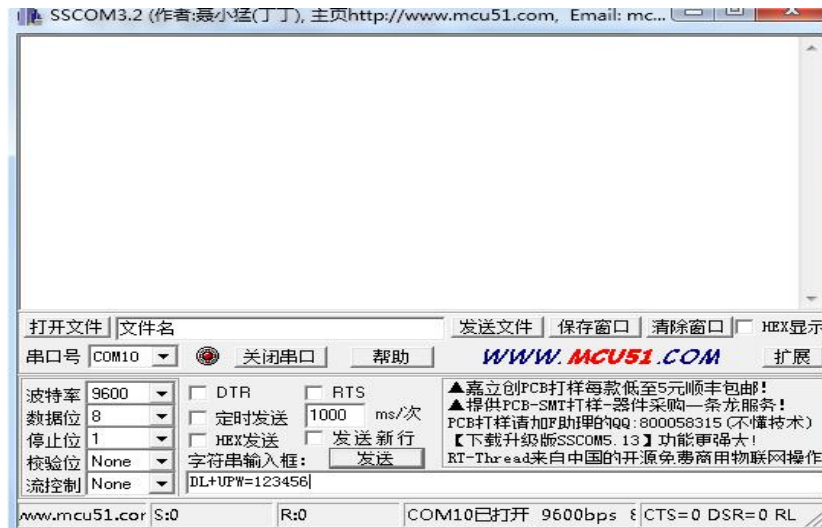 SSCOM3.2 (作者:聂小猛(丁丁), 主页http://www.mcu51.com, Email: mc...
打开文件 文件名 发送文件 保存窗口 清除窗口 HEX显示
串口号 COM10 关闭串口 帮助 WWW.MCU51.COM 扩展
波特率 9600 DTR RTS
数据位 8 定时发送 1000 ms/次
停止位 1 HEX发送 发送新行
校验位 None 字符串输入框: 发送
流控制 None DL+UPW=123456
▲嘉立创PCB打样每款低至5元顺丰包邮!
▲提供PCB-SMT打样-器件采购一条龙服务!
PCB打样请加F助理的QQ:800058315(不懂技术)
【下载升级版SSCOM5.13】功能更强大!
RT-Thread来自中国的开源免费商用物联网操作
ww.mcu51.cor S:0 R:0 COM10已打开 9600bps 8 CTS=0 DSR=0 RL